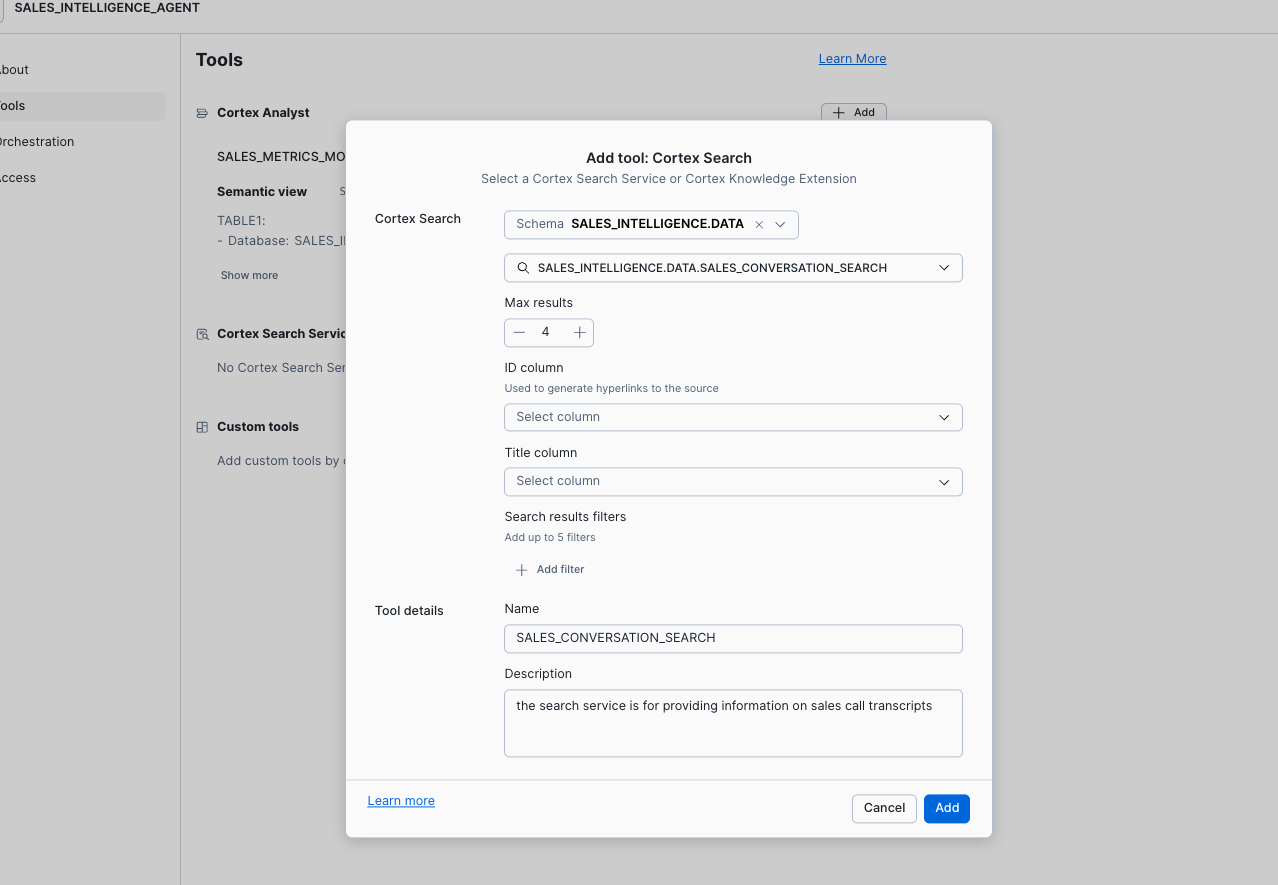 SALES_INTELLIGENCE_AGENT
About
Tools
Orchestration
Access
Tools
Learn More
Cortex Analyst
Add
SALES_METRICS_MO
Semantic view
TABLE1:
- Database: SALES_I
Show more
Cortex Search Servic
No Cortex Search Ser
Custom tools
Add custom tools by
Add tool: Cortex Search
Select a Cortex Search Service or Cortex Knowledge Extension
Cortex Search
Schema SALES_INTELLIGENCE.DATA
SALES_INTELLIGENCE.DATA.SALES_CONVERSATION_SEARCH
Max results
4
ID column
Used to generate hyperlinks to the source
Select column
Title column
Select column
Search results filters
Add up to 5 filters
Add filter
Tool details
Name
SALES_CONVERSATION_SEARCH
Description
the search service is for providing information on sales call transcripts
Learn more
Cancel
Add